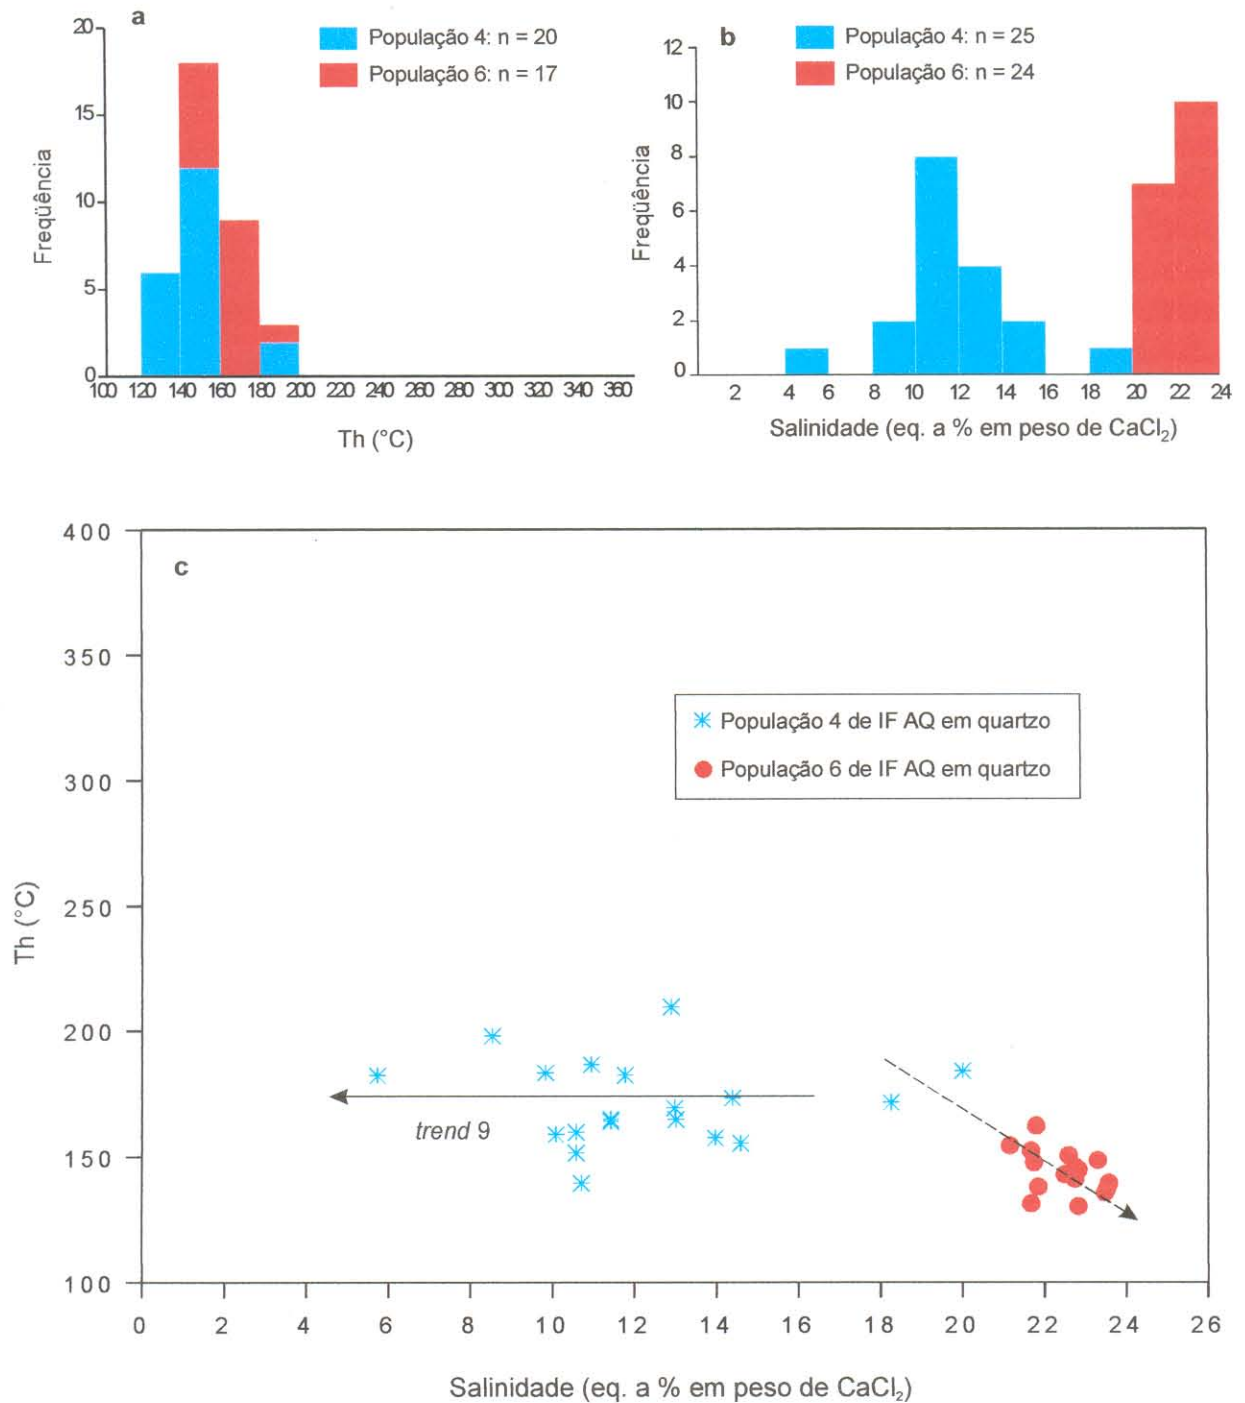 a
População 4: n = 20
População 6: n = 17
20
15
10
5
0
Freqüência
100 120 140 160 180 200 220 240 260 280 300 320 340 360
Th (°C)
b
População 4: n = 25
População 6: n = 24
12
10
8
6
4
2
0
Freqüência
2 4 6 8 10 12 14 16 18 20 22 24
Salinidade (eq. a % em peso de CaCl₂)
c
400
350
300
250
200
150
100
Th (°C)
População 4 de IF AQ em quartzo
População 6 de IF AQ em quartzo
trend 9
0 2 4 6 8 10 12 14 16 18 20 22 24 26
Salinidade (eq. a % em peso de CaCl₂)